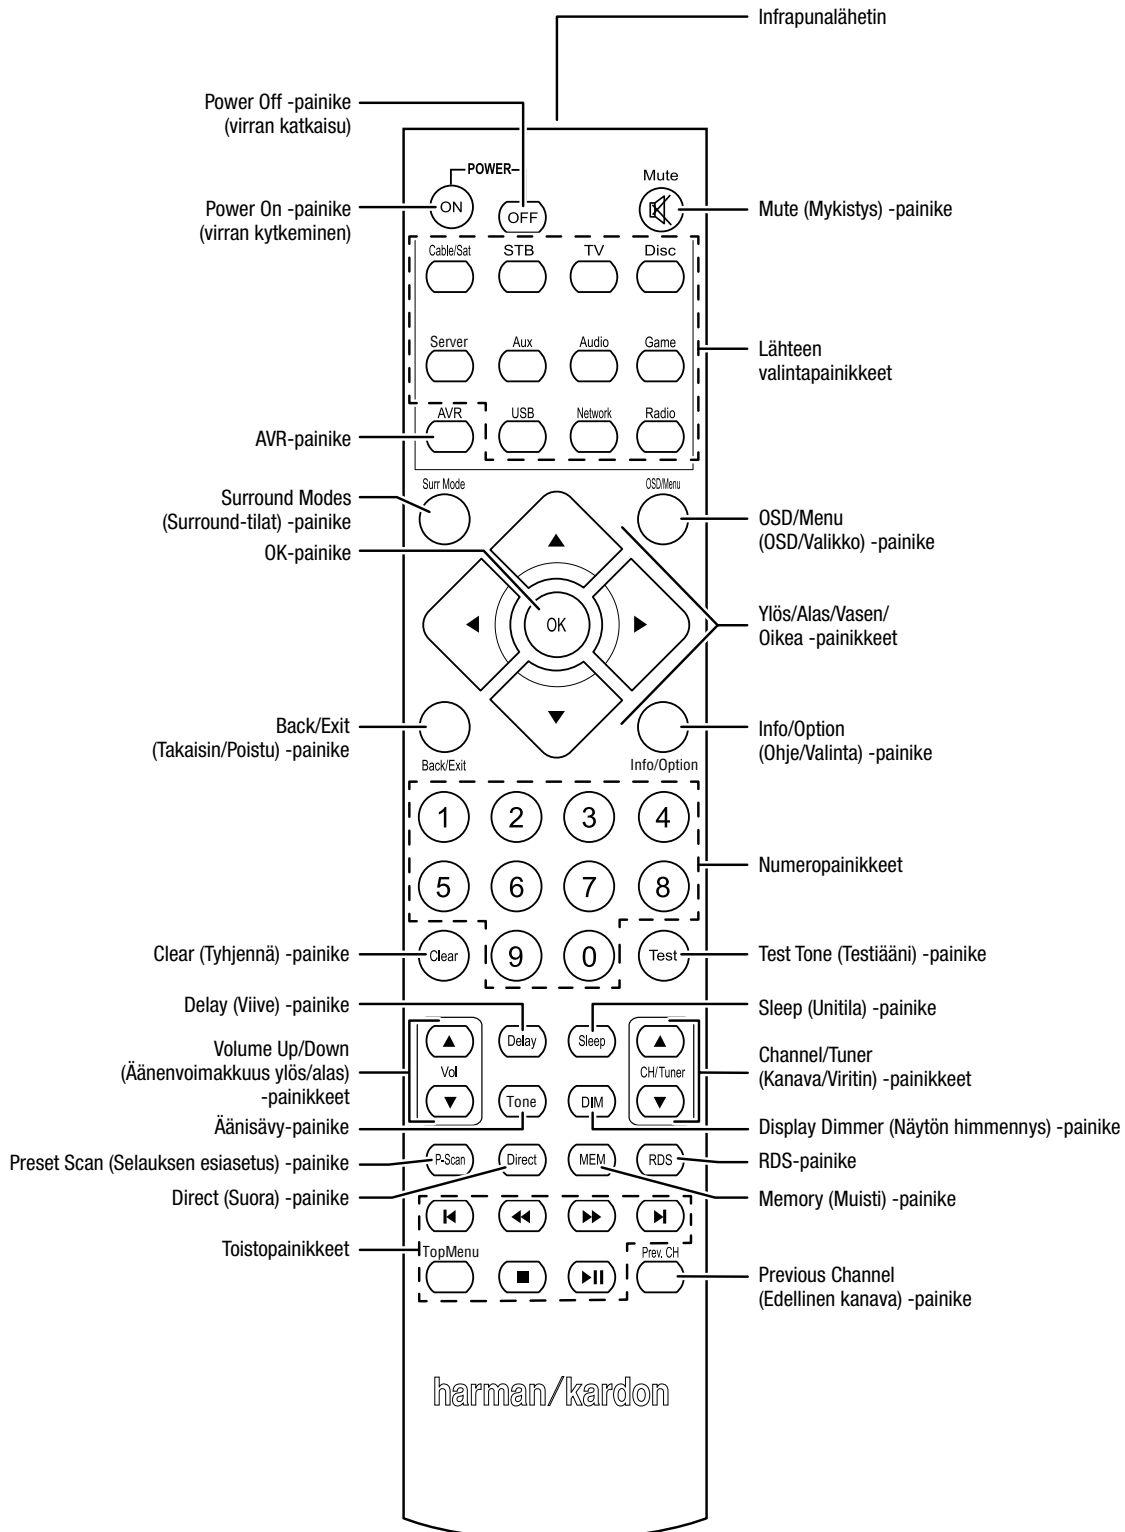 Infrapunalähetin
Power Off -painike
(virran katkaisu)
POWER
Mute
ON
OFF
Power On -painike
(virran kytkeminen)
Mute (Mykistys) -painike
Cable/Sat
STB
TV
Disc
Server
Aux
Audio
Game
Lähteen
valintapainikkeet
AVR
USB
Network
Radio
AVR-painike
Surr Mode
OSD/Menu
Surround Modes
(Surround-tilat) -painike
OSD/Menu
(OSD/Valikko) -painike
OK-painike
OK
Ylös/Alas/Vasen/
Oikea -painikkeet
Back/Exit
(Takaisin/Poistu) -painike
Info/Option
(Ohje/Valinta) -painike
Back/Exit
Info/Option
1
2
3
4
Numeropainikkeet
5
6
7
8
Clear (Tyhjennä) -painike
Clear
9
0
Test
Test Tone (Testiääni) -painike
Delay (Viive) -painike
Sleep (Unitila) -painike
Delay
Sleep
Volume Up/Down
(Äänenvoimakkuus ylös/alas)
-painikkeet
Vol
CH/Tuner
Channel/Tuner
(Kanava/Viritin) -painikkeet
Tone
DIM
Äänisävy-painike
Display Dimmer (Näytön himmennys) -painike
Preset Scan (Selauksen esiasetus) -painike
P-Scan
Direct
MEM
RDS
RDS-painike
Direct (Suora) -painike
Memory (Muisti) -painike
Toistopainikkeet
TopMenu
Prev. CH
Previous Channel
(Edellinen kanava) -painike
harman/kardon